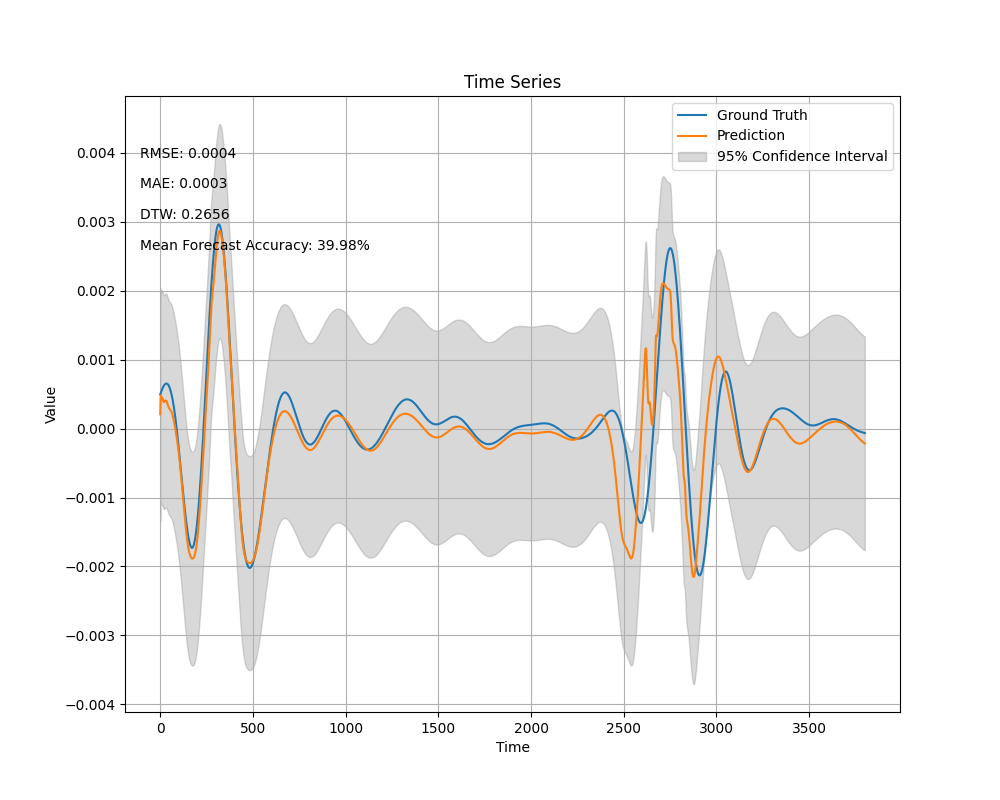 Time Series
Ground Truth
Prediction
95% Confidence Interval
RMSE: 0.0004
MAE: 0.0003
DTW: 0.2656
Mean Forecast Accuracy: 39.98%
Value
0.004
0.003
0.002
0.001
0.000
−0.001
−0.002
−0.003
−0.004
0 500 1000 1500 2000 2500 3000 3500
Time